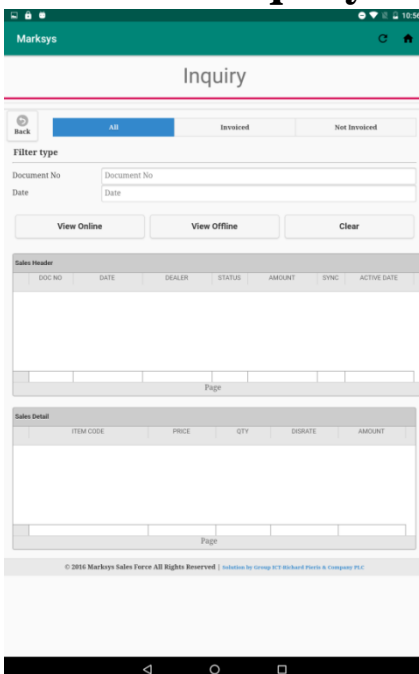 10:56
Marksys
Inquiry
Back
All
Invoiced
Not Invoiced
Filter type
Document No
Document No
Date
Date
View Online
View Offline
Clear
Sales Header
DOC NO DATE DEALER STATUS AMOUNT SYNC ACTIVE DATE
Page
Sales Detail
ITEM CODE PRICE QTY DISRATE AMOUNT
Page
© 2016 Marksys Sales Force All Rights Reserved | Solution by Group ICT-Richard Pieris & Company PLC